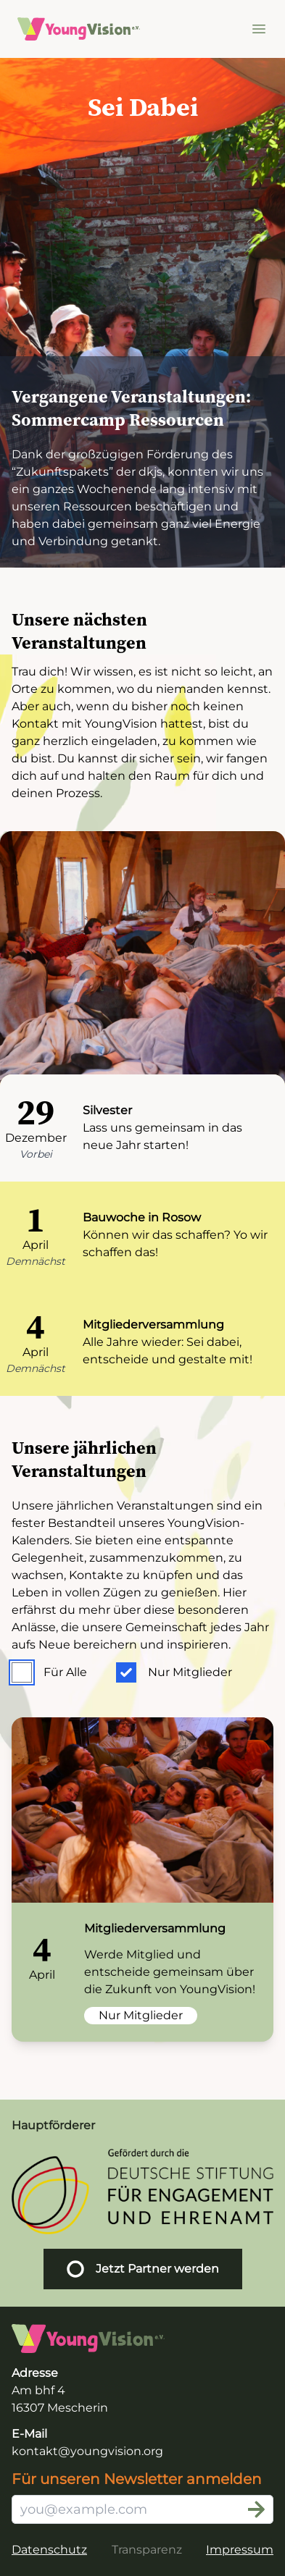 YoungVision e.V.
Sei Dabei
Vergangene Veranstaltungen:
Sommercamp Ressourcen
Dank der großzügigen Förderung des
“Zukunftspakets” der dkjs, konnten wir uns
ein ganzes Wochenende lang intensiv mit
unseren Ressourcen beschäftigen und
haben dabei gemeinsam ganz viel Energie
und Verbindung getankt.
Unsere nächsten
Veranstaltungen
Trau dich! Wir wissen, es ist nicht so leicht, an
Orte zu kommen, wo du niemanden kennst.
Aber auch, wenn du bisher noch keinen
Kontakt mit YoungVision hattest, bist du
ganz herzlich eingeladen, zu kommen wie
du bist. Du kannst dir sicher sein, wir fangen
dich auf und halten den Raum für dich und
deinen Prozess.
29
Dezember
Vorbei
Silvester
Lass uns gemeinsam in das
neue Jahr starten!
1
April
Demnächst
Bauwoche in Rosow
Können wir das schaffen? Yo wir
schaffen das!
4
April
Demnächst
Mitgliederversammlung
Alle Jahre wieder: Sei dabei,
entscheide und gestalte mit!
Unsere jährlichen
Veranstaltungen
Unsere jährlichen Veranstaltungen sind ein
fester Bestandteil unseres YoungVision-
Kalenders. Sie bieten eine entspannte
Gelegenheit, zusammenzukommen, zu
wachsen, Kontakte zu knüpfen und das
Leben in vollen Zügen zu genießen. Hier
erfährst du mehr über diese besonderen
Anlässe, die unsere Gemeinschaft jedes Jahr
aufs Neue bereichern und inspirieren.
Für Alle
Nur Mitglieder
4
April
Mitgliederversammlung
Werde Mitglied und
entscheide gemeinsam über
die Zukunft von YoungVision!
Nur Mitglieder
Hauptförderer
Gefördert durch die
DEUTSCHE STIFTUNG
FÜR ENGAGEMENT
UND EHRENAMT
Jetzt Partner werden
YoungVision e.V.
Adresse
Am bhf 4
16307 Mescherin
E-Mail
kontakt@youngvision.org
Für unseren Newsletter anmelden
you@example.com
Datenschutz Transparenz Impressum